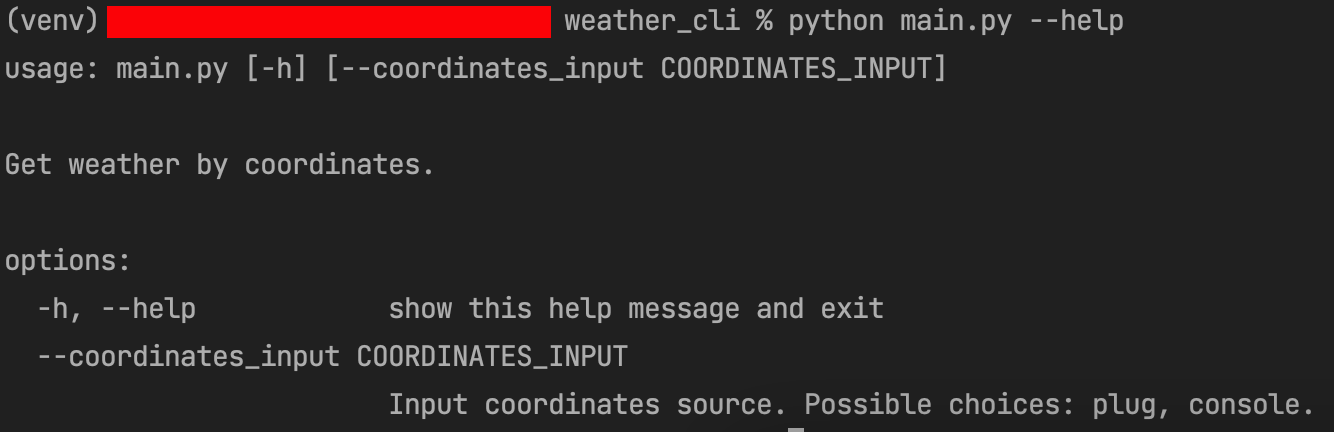 (venv) weather_cli % python main.py --help
usage: main.py [-h] [--coordinates_input COORDINATES_INPUT]
Get weather by coordinates.
options:
-h, --help show this help message and exit
--coordinates_input COORDINATES_INPUT
Input coordinates source. Possible choices: plug, console.